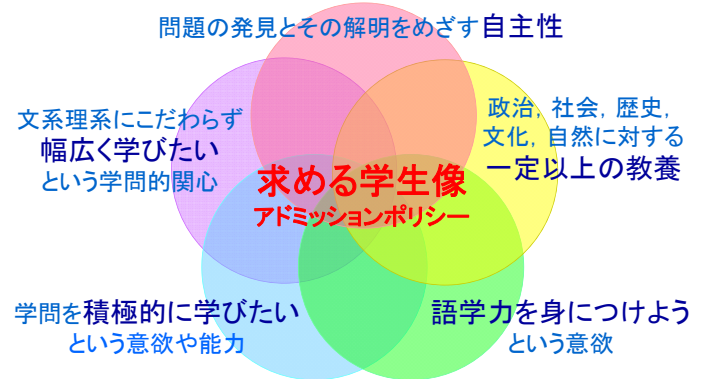 問題の発見とその解明をめざす自主性
文系理系にこだわらず
幅広く学びたい
という学問的関心
政治, 社会, 歴史,
文化, 自然に対する
一定以上の教養
求める学生像
アドミッションポリシー
学問を積極的に学びたい
という意欲や能力
語学力を身につけよう
という意欲